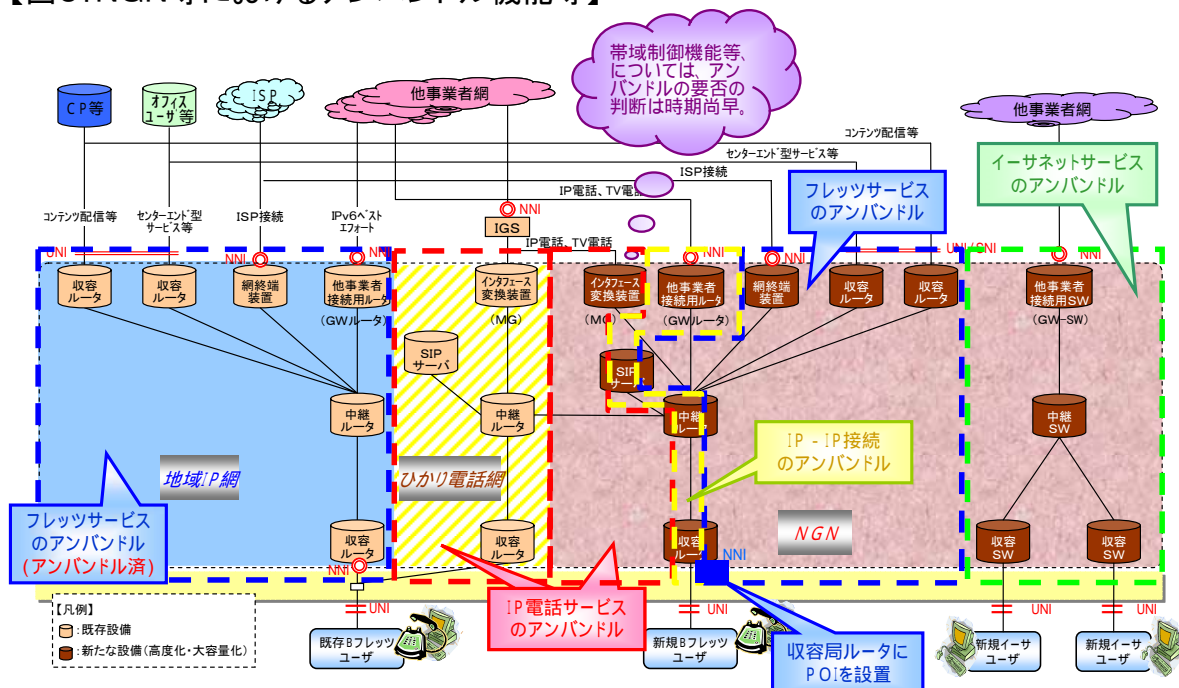 帯域制御機能等、
については、アン
バンドルの要否の
判断は時期尚早。
CP等
オフィス
ユーザ等
ISP
他事業者網
他事業者網
コンテンツ配信等
センターエンド型サービス等
ISP接続
IP電話、TV電話
イーサネットサービス
のアンバンドル
フレッツサービス
のアンバンドル
コンテンツ配信等
センターエンド型
サービス等
ISP接続
IPv6ベスト
エフォート
NNI
IGS
IP電話、TV電話
UNI
NNI
NNI
NNI
NNI
UNI/SNI
NNI
収容
ルータ
収容
ルータ
網終端
装置
他事業者
接続用ルータ
(GWルータ)
インタフェース
変換装置
(MG)
インタフェース
変換装置
(MG)
他事業者
接続用ルータ
(GWルータ)
網終端
装置
収容
ルータ
収容
ルータ
他事業者
接続用SW
(GW-SW)
SIP
サーバ
SIP
サーバ
中継
ルータ
中継
ルータ
中継
ルータ
中継
SW
IP-IP接続
のアンバンドル
地域IP網
ひかり電話網
NGN
フレッツサービス
のアンバンドル
(アンバンドル済)
収容
ルータ
NNI
収容
ルータ
収容
ルータ
NNI
収容
SW
収容
SW
IP電話サービス
のアンバンドル
UNI
UNI
UNI
UNI
【凡例】
:既存設備
:新たな設備(高度化・大容量化)
既存Bフレッツ
ユーザ
新規Bフレッツ
ユーザ
収容局ルータに
POIを設置
新規イーサ
ユーザ
新規イーサ
ユーザ